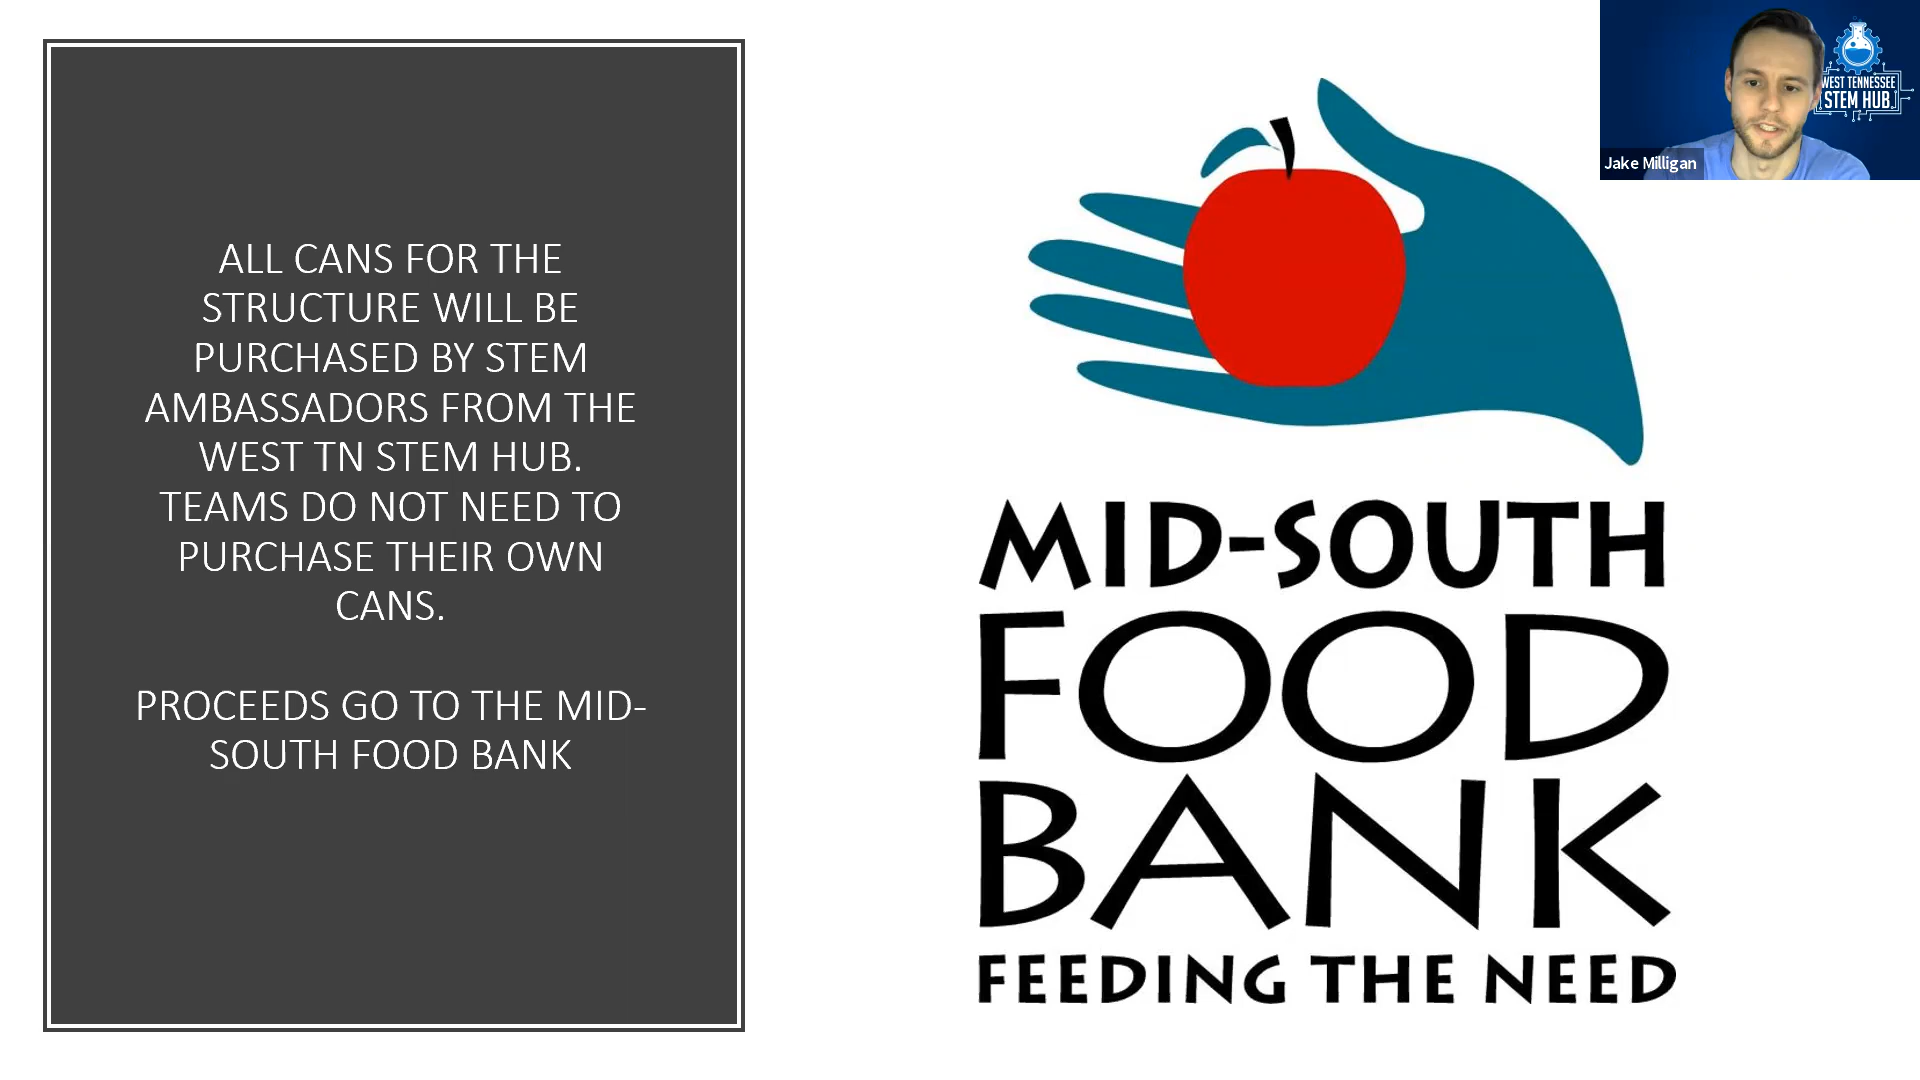 ALL CANS FOR THE
STRUCTURE WILL BE
PURCHASED BY STEM
AMBASSADORS FROM THE
WEST TN STEM HUB.
TEAMS DO NOT NEED TO
PURCHASE THEIR OWN
CANS.
PROCEEDS GO TO THE MID-
SOUTH FOOD BANK
MID-SOUTH
FOOD
BANK
FEEDING THE NEED
WEST TENNESSEE
STEM HUB
Jake Milligan